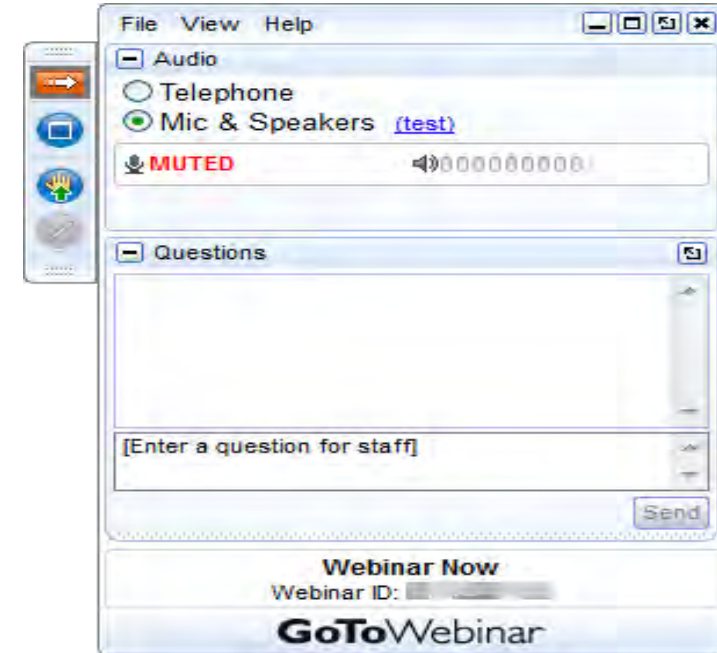 File View Help
Audio
Telephone
Mic & Speakers (test)
MUTED
Questions
[Enter a question for staff]
Send
Webinar Now
Webinar ID:
GoToWebinar